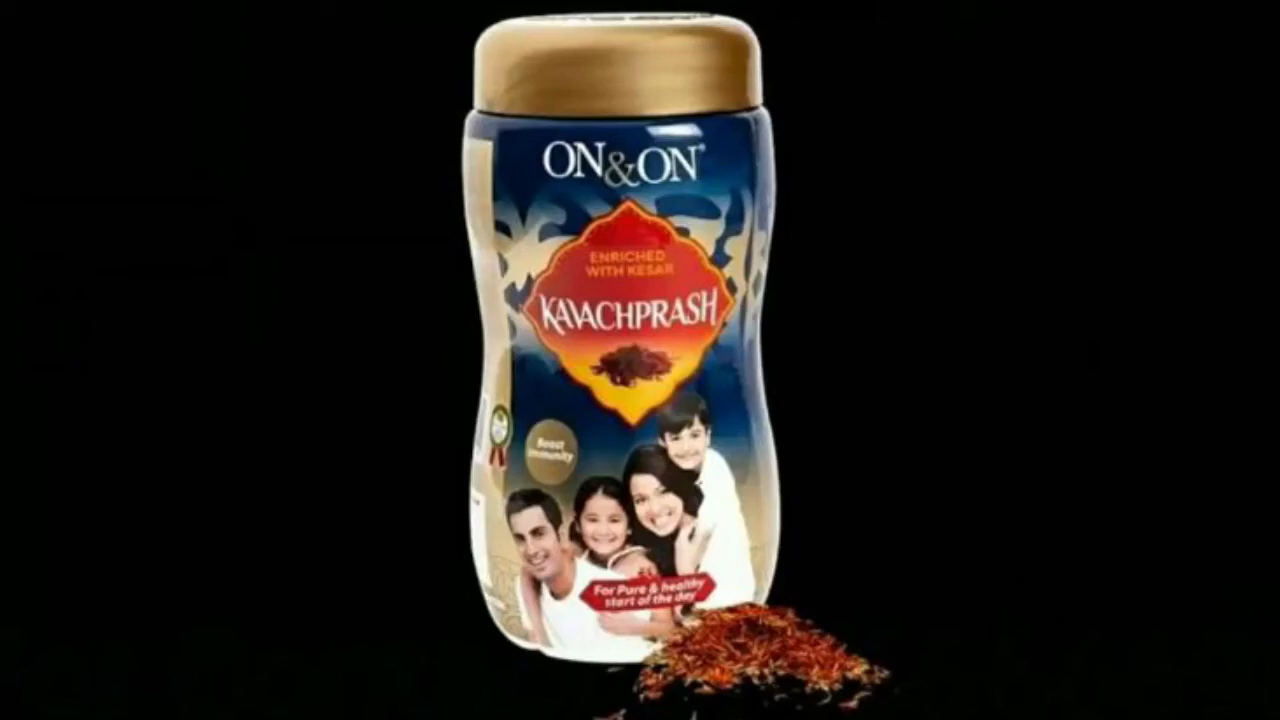 ON&ON®
ENRICHED
WITH KESAR
KAVACHPRASH
Boost
Immunity
For Pure & healthy
start of the day